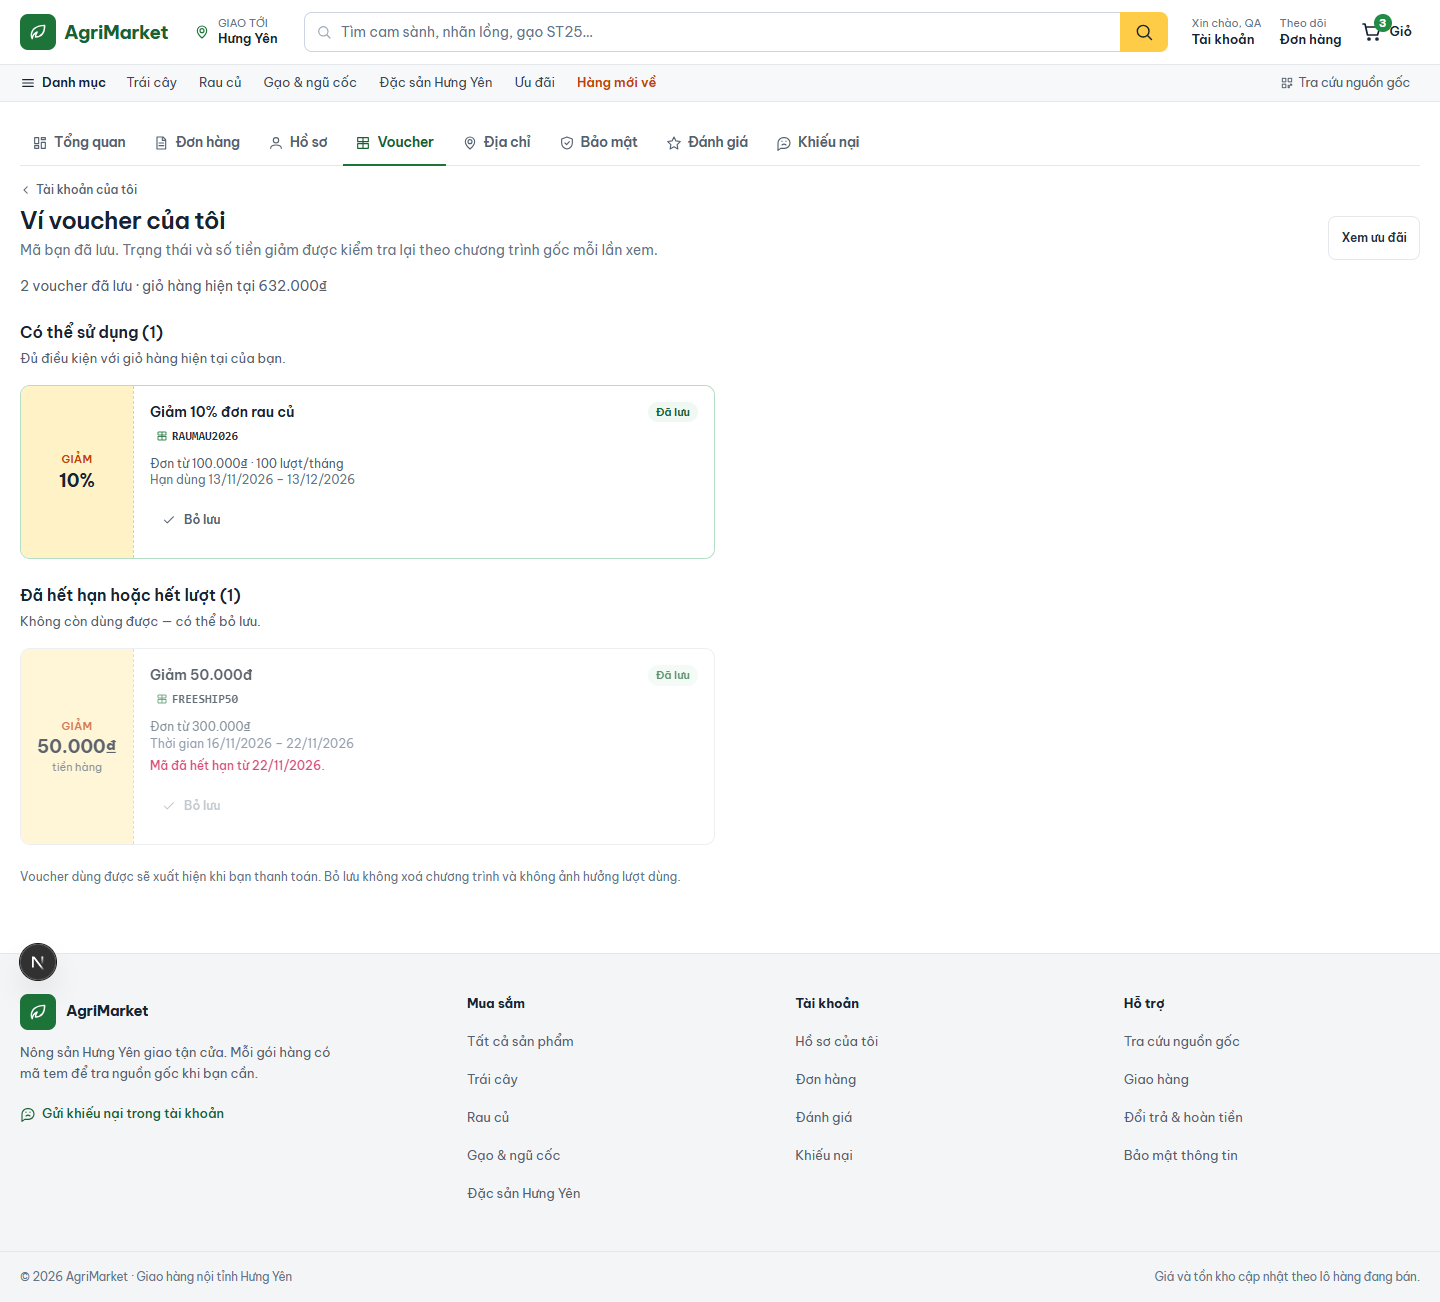 AgriMarket
GIAO TỚI
Hưng Yên
Tìm cam sành, nhãn lồng, gạo ST25...
Xin chào, QA
Tài khoản
Theo dõi
Đơn hàng
3
Giỏ
Danh mục
Trái cây
Rau củ
Gạo & ngũ cốc
Đặc sản Hưng Yên
Ưu đãi
Hàng mới về
Tra cứu nguồn gốc
Tổng quan
Đơn hàng
Hồ sơ
Voucher
Địa chỉ
Bảo mật
Đánh giá
Khiếu nại
Tài khoản của tôi
Ví voucher của tôi
Mã bạn đã lưu. Trạng thái và số tiền giảm được kiểm tra lại theo chương trình gốc mỗi lần xem.
Xem ưu đãi
2 voucher đã lưu · giỏ hàng hiện tại 632.000₫
Có thể sử dụng (1)
Đủ điều kiện với giỏ hàng hiện tại của bạn.
GIẢM
10%
Giảm 10% đơn rau củ
Đã lưu
RAUMAU2026
Đơn từ 100.000₫ · 100 lượt/tháng
Hạn dùng 13/11/2026 – 13/12/2026
Bỏ lưu
Đã hết hạn hoặc hết lượt (1)
Không còn dùng được — có thể bỏ lưu.
GIẢM
50.000₫
tiền hàng
Giảm 50.000đ
Đã lưu
FREESHIP50
Đơn từ 300.000₫
Thời gian 16/11/2026 – 22/11/2026
Mã đã hết hạn từ 22/11/2026.
Bỏ lưu
Voucher dùng được sẽ xuất hiện khi bạn thanh toán. Bỏ lưu không xoá chương trình và không ảnh hưởng lượt dùng.
N
AgriMarket
Nông sản Hưng Yên giao tận cửa. Mỗi gói hàng có
mã tem để tra nguồn gốc khi bạn cần.
Gửi khiếu nại trong tài khoản
Mua sắm
Tất cả sản phẩm
Trái cây
Rau củ
Gạo & ngũ cốc
Đặc sản Hưng Yên
Tài khoản
Hồ sơ của tôi
Đơn hàng
Đánh giá
Khiếu nại
Hỗ trợ
Tra cứu nguồn gốc
Giao hàng
Đổi trả & hoàn tiền
Bảo mật thông tin
© 2026 AgriMarket · Giao hàng nội tỉnh Hưng Yên
Giá và tồn kho cập nhật theo lô hàng đang bán.